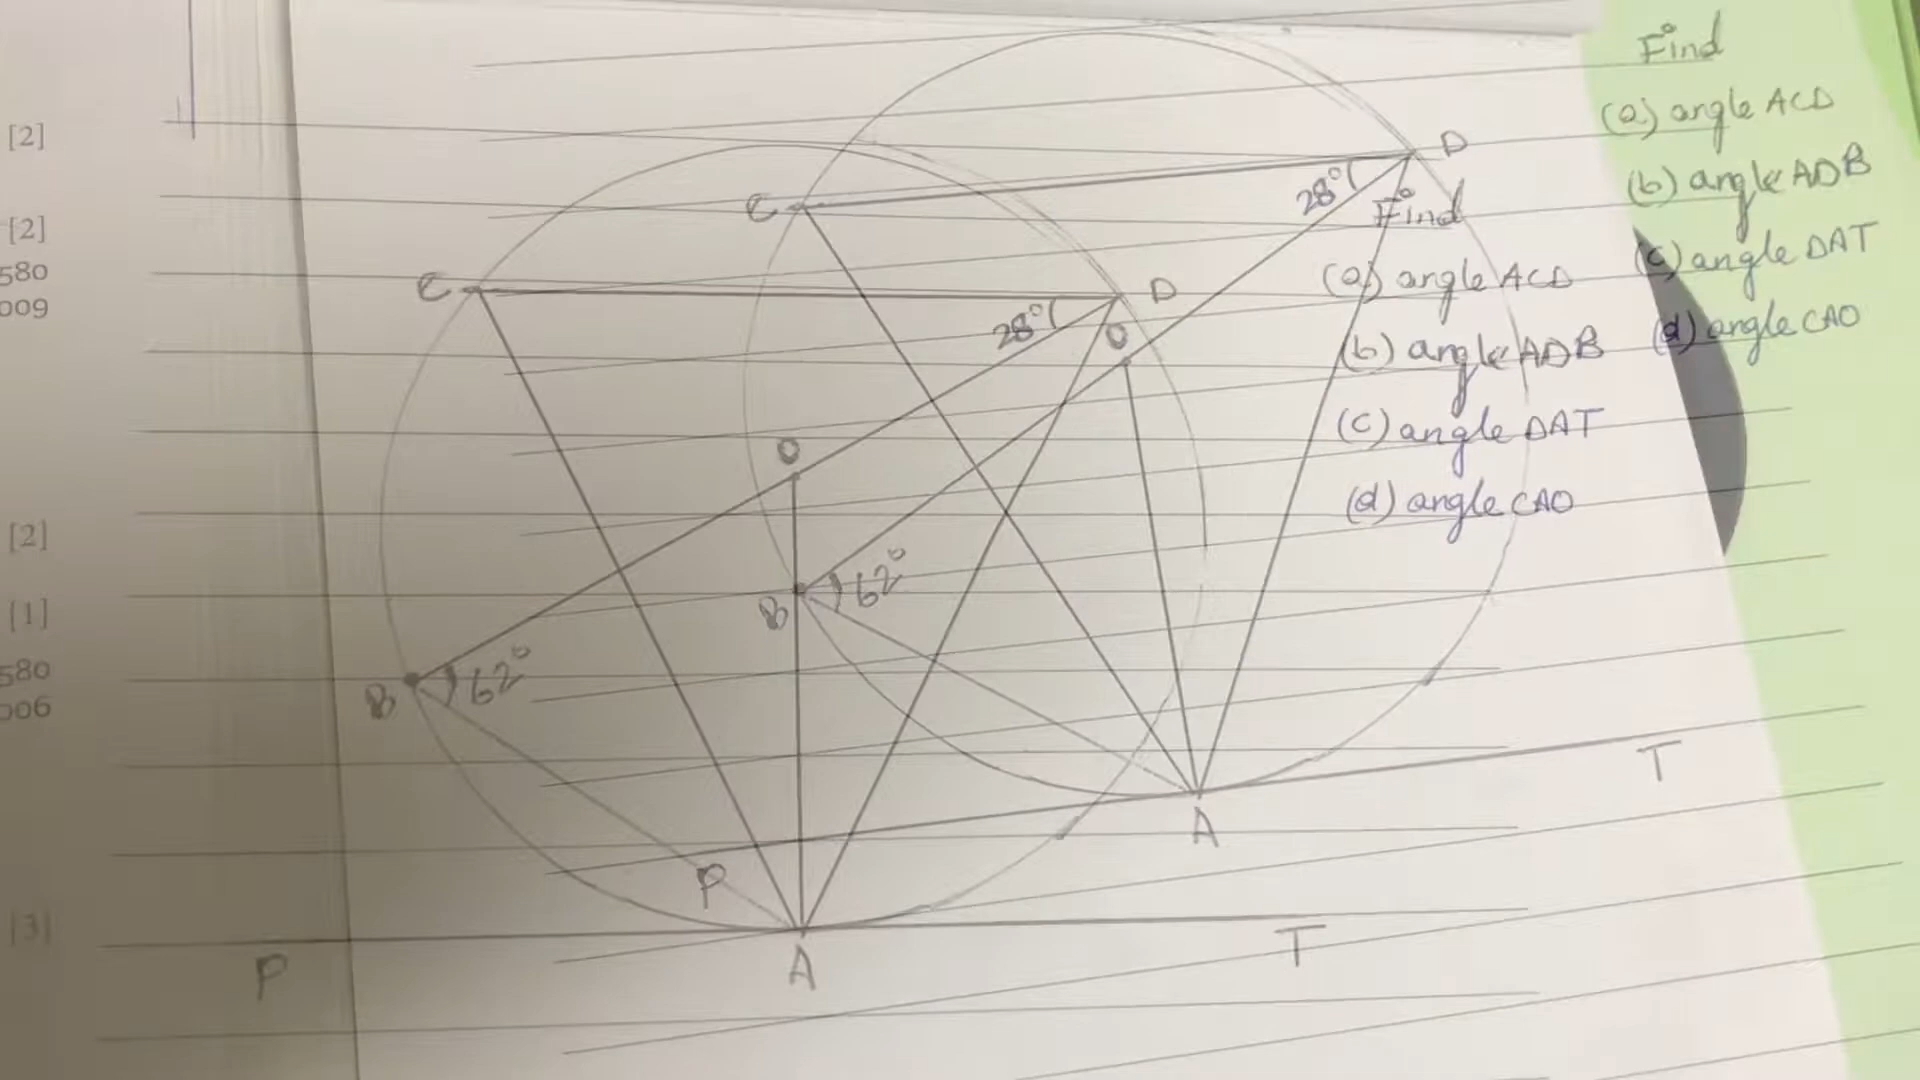 [2]
[2]
580
009
[2]
[1]
580
006
[3]
C
D
28°
O
B
62°
P
A
T
C
D
28°
O
B
62°
P
A
T
Find
(a) angle ACD
(b) angle ADB
(c) angle DAT
(d) angle CAO
Find
(a) angle ACD
(b) angle ADB
(c) angle DAT
(d) angle CAO